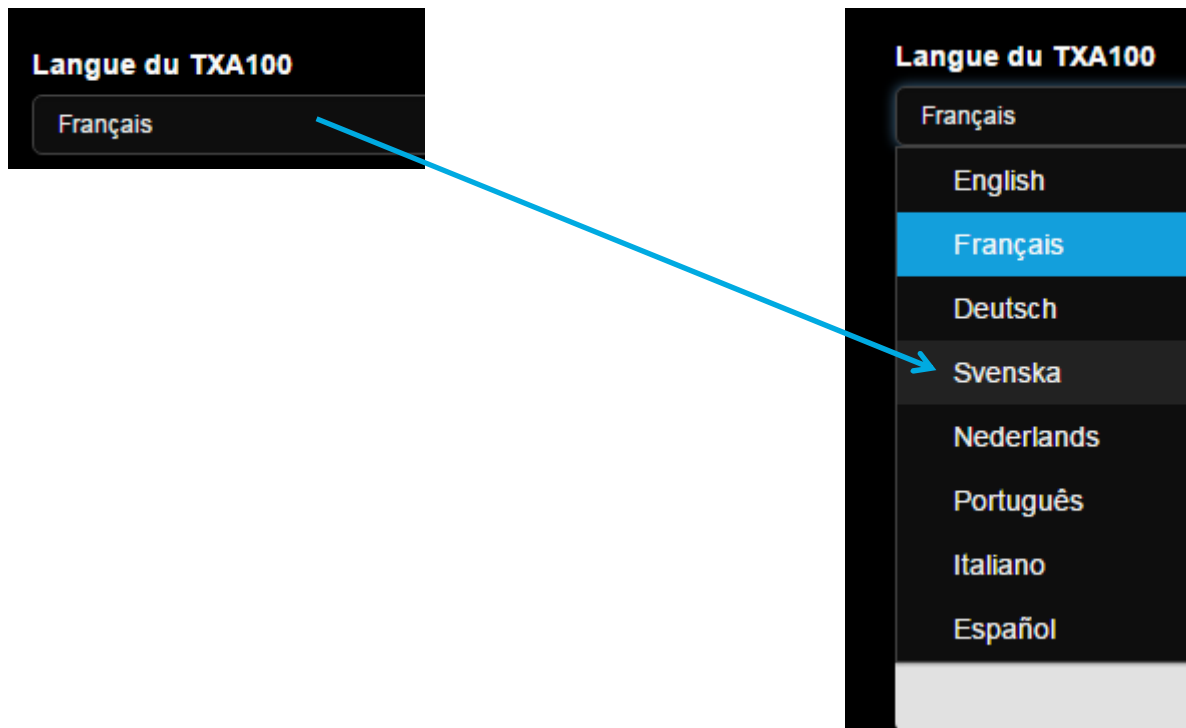 Langue du TXA100
Français
Langue du TXA100
Français
English
Français
Deutsch
Svenska
Nederlands
Português
Italiano
Español